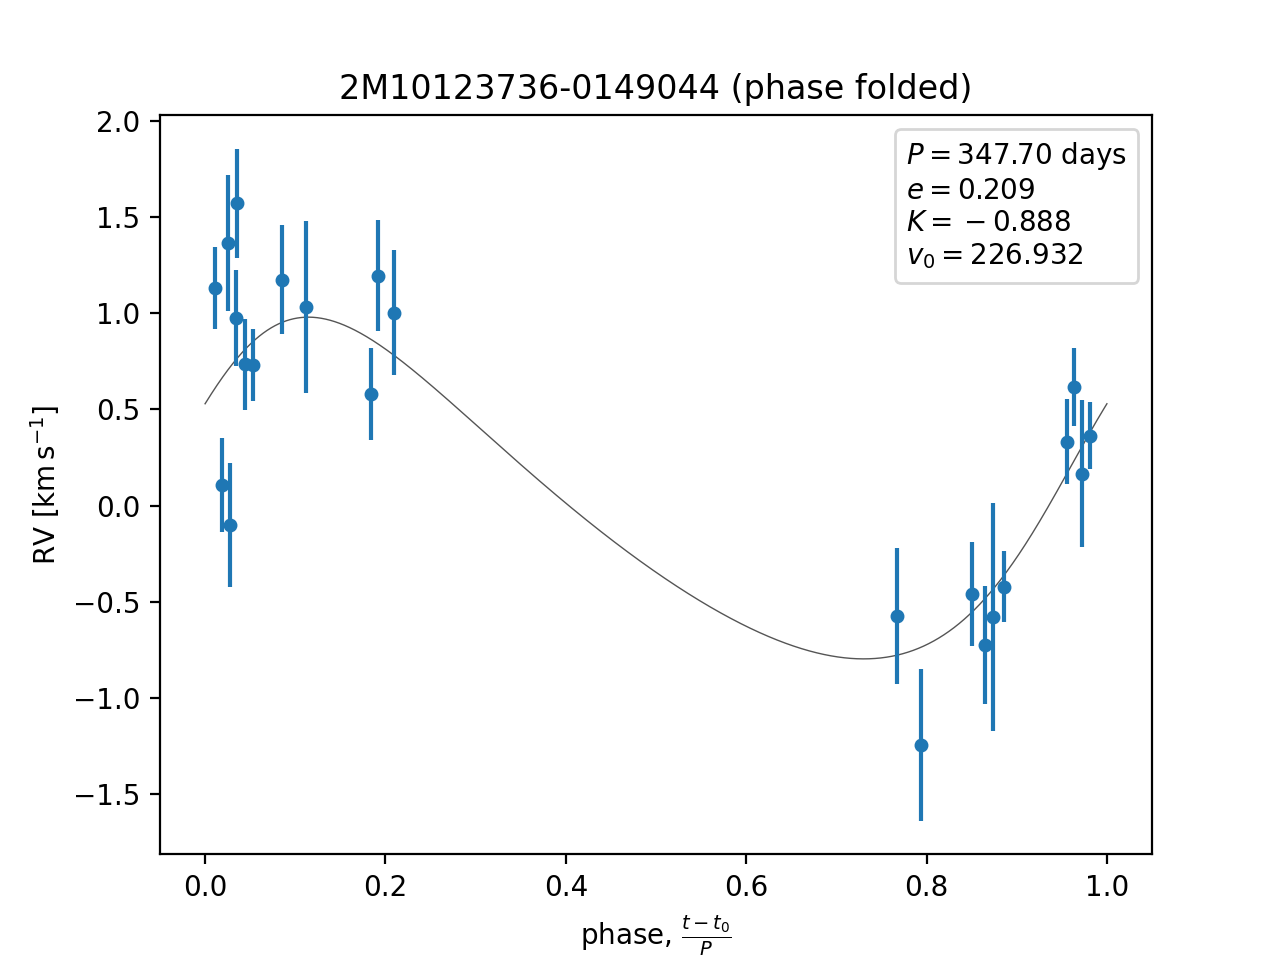 2M10123736-0149044 (phase folded)
P = 347.70 days
e = 0.209
K = −0.888
v₀ = 226.932
RV [km s⁻¹]
2.0
1.5
1.0
0.5
0.0
−0.5
−1.0
−1.5
0.0 0.2 0.4 0.6 0.8 1.0
phase, (t − t₀)/P